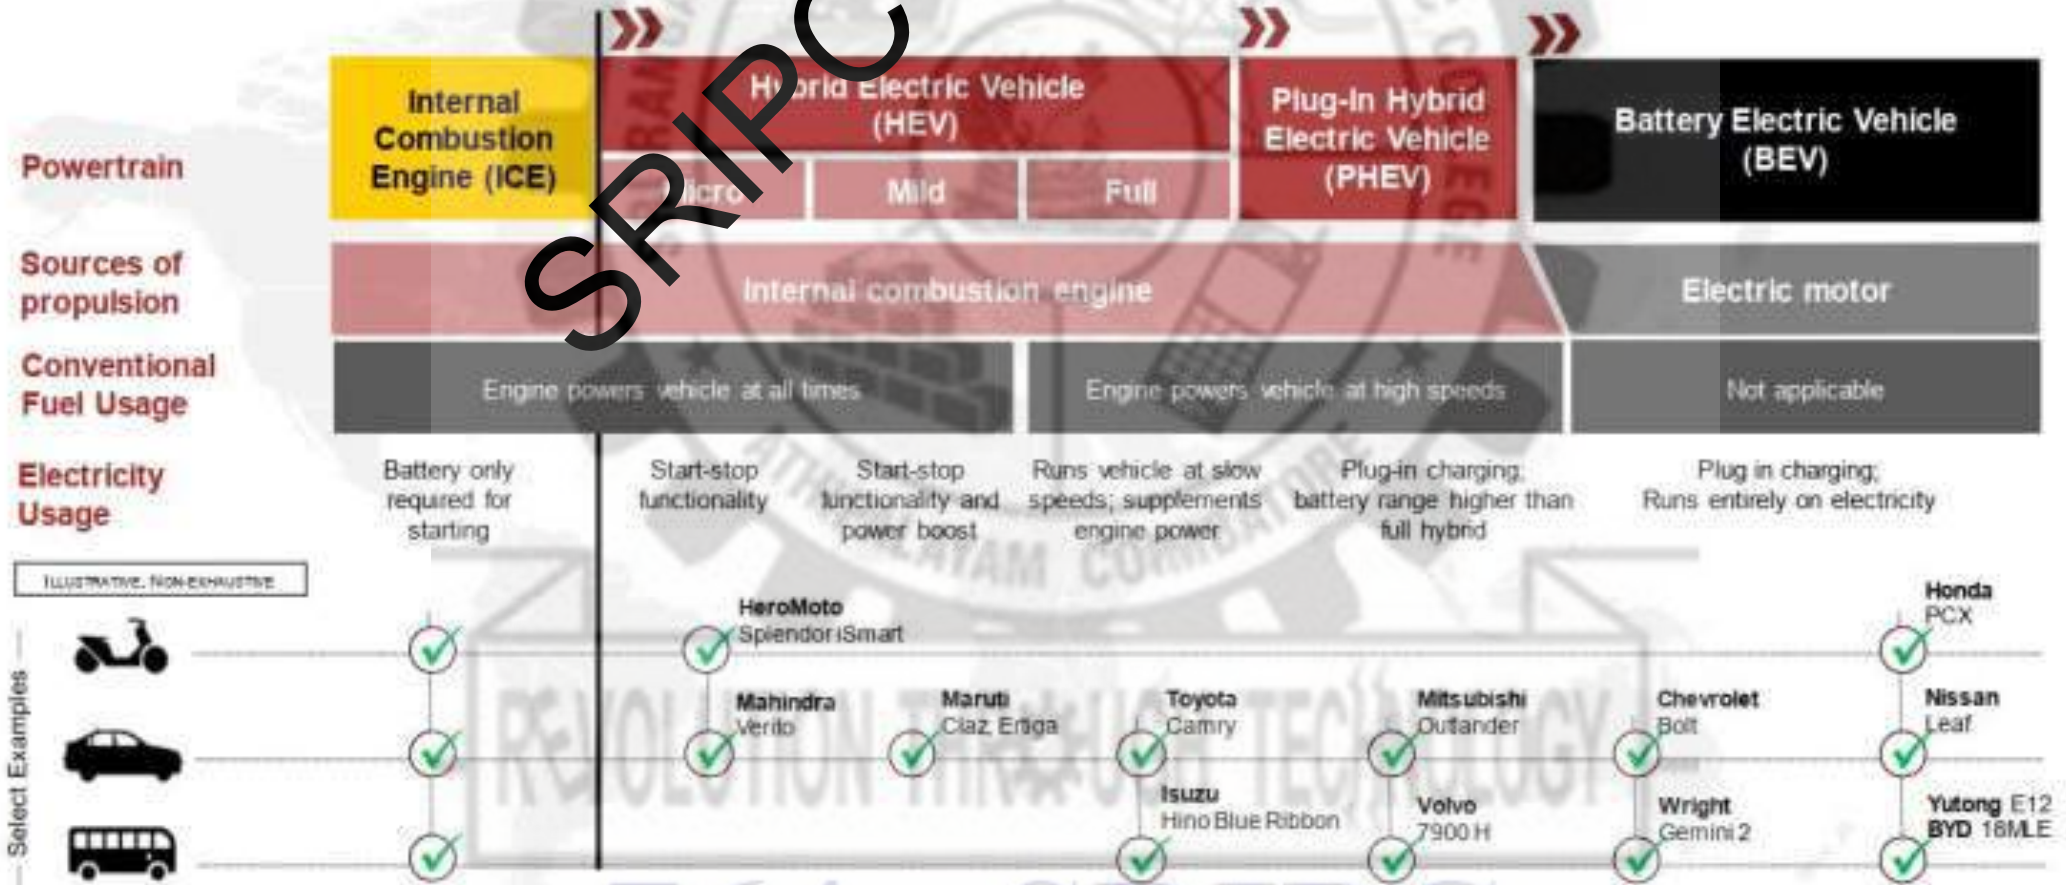 SRIPC
Powertrain
Internal
Combustion
Engine (ICE)
Hybrid Electric Vehicle
(HEV)
Micro
Mild
Full
Plug-In Hybrid
Electric Vehicle
(PHEV)
Battery Electric Vehicle
(BEV)
Sources of
propulsion
Internal combustion engine
Electric motor
Conventional
Fuel Usage
Engine powers vehicle at all times
Engine powers vehicle at high speeds
Not applicable
Electricity
Usage
Battery only
required for
starting
Start-stop
functionality
Start-stop
functionality and
power boost
Runs vehicle at slow
speeds; supplements
engine power
Plug-in charging;
battery range higher than
full hybrid
Plug in charging;
Runs entirely on electricity
ILLUSTRATIVE, NON-EXHAUSTIVE
Select Examples
HeroMoto
Splendor iSmart
Honda
PCX
Mahindra
Verito
Maruti
Ciaz, Ertiga
Toyota
Camry
Mitsubishi
Outlander
Chevrolet
Bolt
Nissan
Leaf
Isuzu
Hino Blue Ribbon
Volvo
7900 H
Wright
Gemini 2
Yutong E12
BYD 18MLE
REVOLUTION THROUGH TECHNOLOGY
COLLEGE